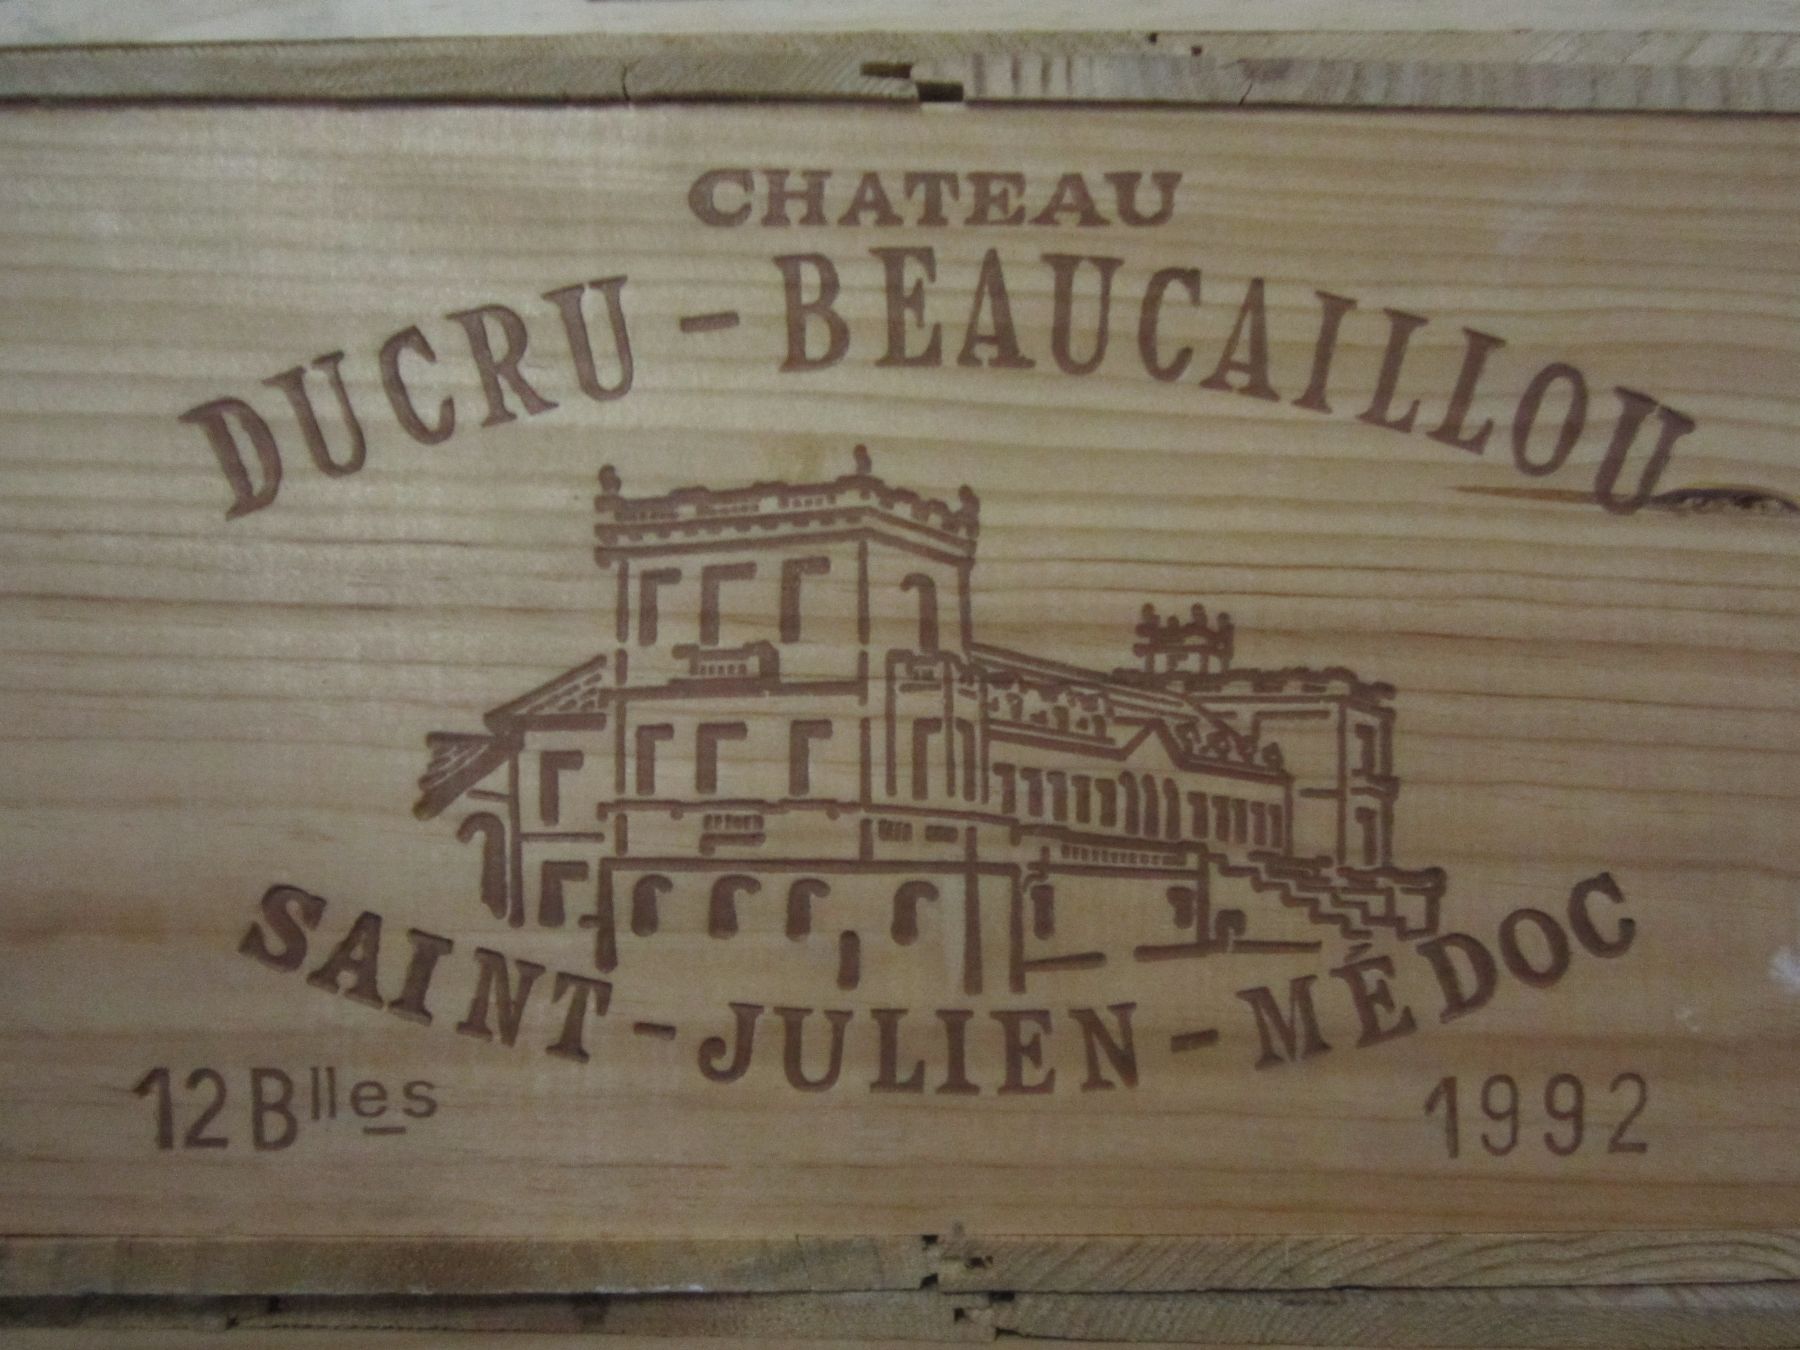 CHATEAU
DUCRU - BEAUCAILLOU
SAINT - JULIEN - MÉDOC
12 Blles 1992